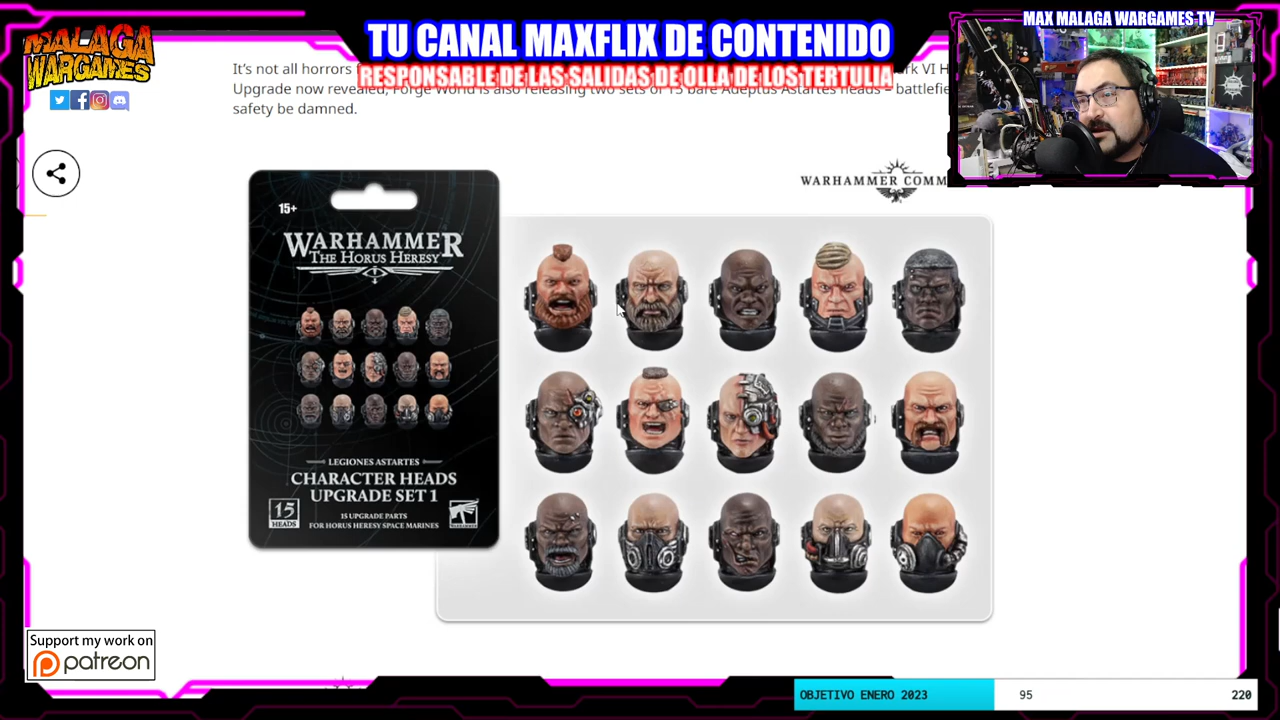 MALAGA
WARGAMES
TU CANAL MAXFLIX DE CONTENIDO
RESPONSABLE DE LAS SALIDAS DE OLLA DE LOS TERTULIA
MAX MALAGA WARGAMES TV
It's not all horrors
rk VI H
Upgrade now revealed, Forge World is also releasing two sets of 15 bare Adeptus Astartes heads – battlefie
safety be damned.
WARHAMMER COMM
15+
WARHAMMER
THE HORUS HERESY
LEGIONES ASTARTES
CHARACTER HEADS
UPGRADE SET 1
15
HEADS
15 UPGRADE PARTS
FOR HORUS HERESY SPACE MARINES
Support my work on
patreon
OBJETIVO ENERO 2023
95
220